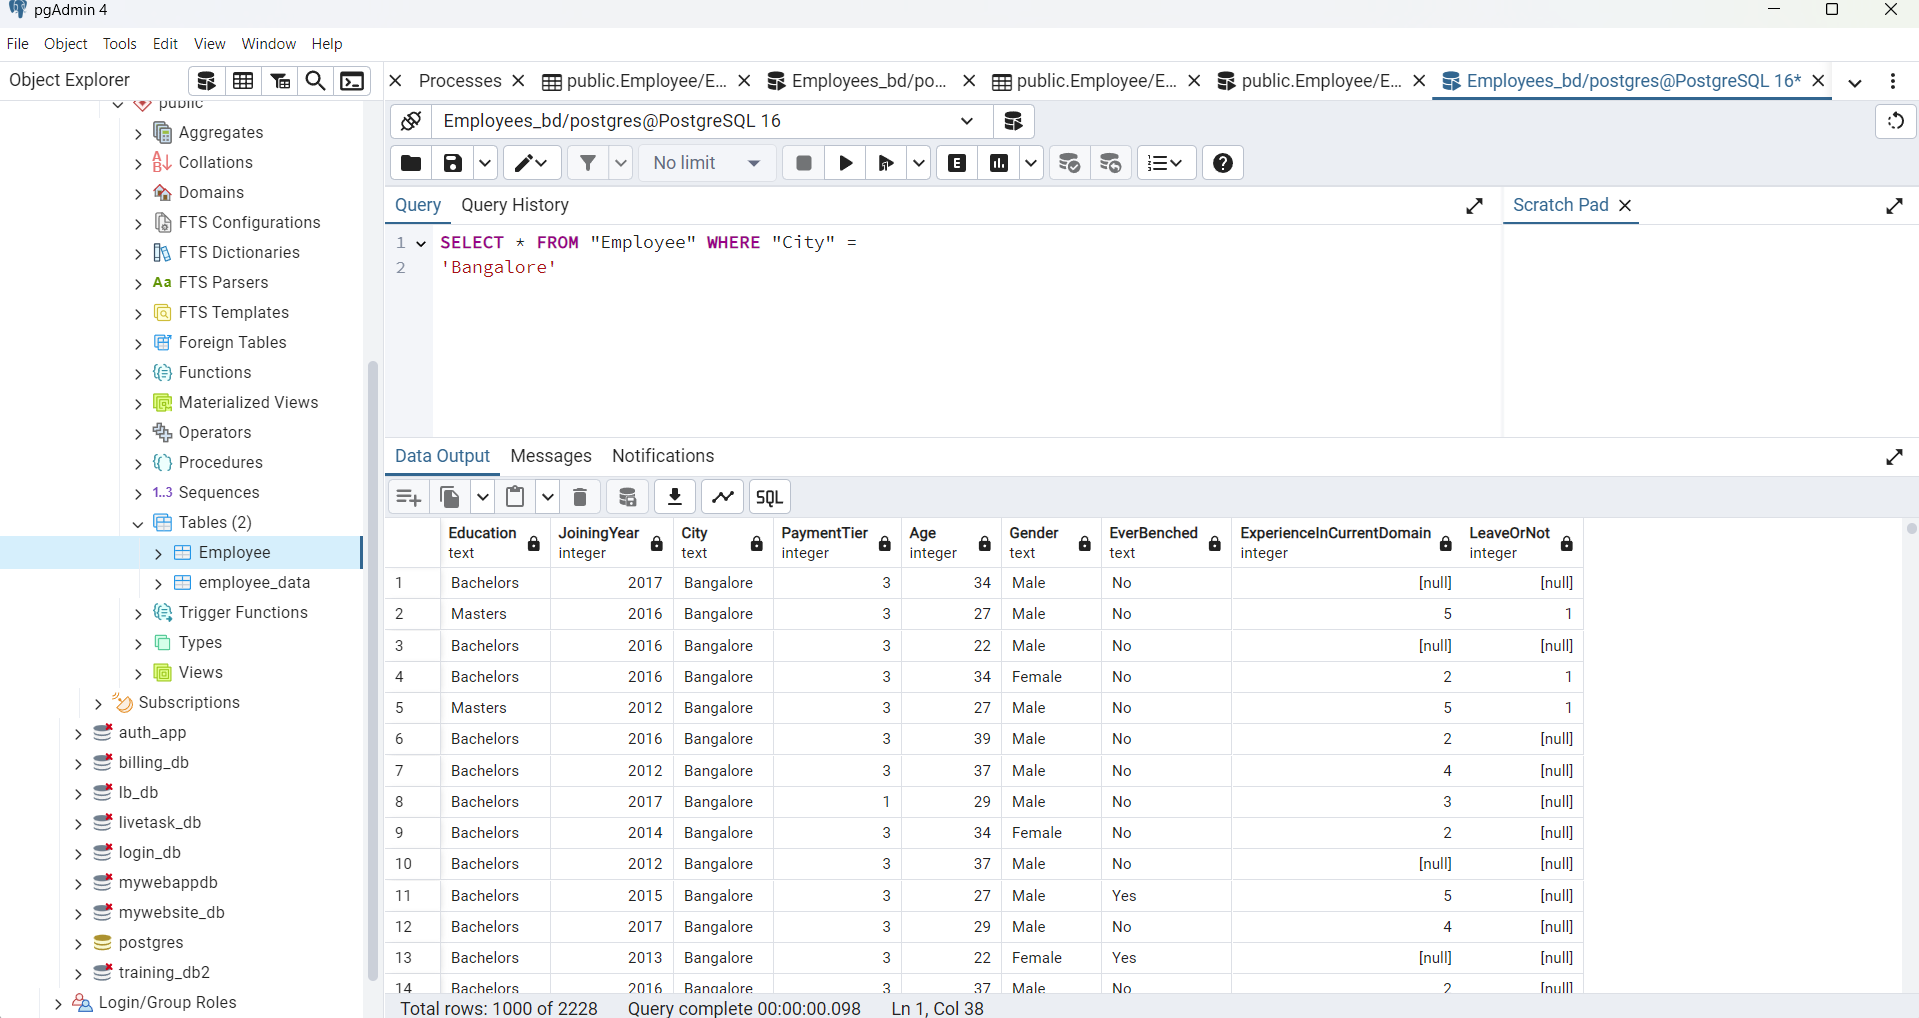 pgAdmin 4
File Object Tools Edit View Window Help
Object Explorer
Processes public.Employee/E... Employees_bd/po... public.Employee/E... public.Employee/E... Employees_bd/postgres@PostgreSQL 16*
public
Aggregates
Collations
Domains
FTS Configurations
FTS Dictionaries
Aa FTS Parsers
FTS Templates
Foreign Tables
Functions
Materialized Views
Operators
Procedures
1..3 Sequences
Tables (2)
Employee
employee_data
Trigger Functions
Types
Views
Subscriptions
auth_app
billing_db
lb_db
livetask_db
login_db
mywebappdb
mywebsite_db
postgres
training_db2
Login/Group Roles
Employees_bd/postgres@PostgreSQL 16
No limit
E
Query Query History
Scratch Pad
1 SELECT * FROM "Employee" WHERE "City" =
2 'Bangalore'
Data Output Messages Notifications
SQL
Education JoiningYear City PaymentTier Age Gender EverBenched ExperienceInCurrentDomain LeaveOrNot
text integer text integer integer text text integer integer
1 Bachelors 2017 Bangalore 3 34 Male No [null] [null]
2 Masters 2016 Bangalore 3 27 Male No 5 1
3 Bachelors 2016 Bangalore 3 22 Male No [null] [null]
4 Bachelors 2016 Bangalore 3 34 Female No 2 1
5 Masters 2012 Bangalore 3 27 Male No 5 1
6 Bachelors 2016 Bangalore 3 39 Male No 2 [null]
7 Bachelors 2012 Bangalore 3 37 Male No 4 [null]
8 Bachelors 2017 Bangalore 1 29 Male No 3 [null]
9 Bachelors 2014 Bangalore 3 34 Female No 2 [null]
10 Bachelors 2012 Bangalore 3 37 Male No [null] [null]
11 Bachelors 2015 Bangalore 3 27 Male Yes 5 [null]
12 Bachelors 2017 Bangalore 3 29 Male No 4 [null]
13 Bachelors 2013 Bangalore 3 22 Female Yes [null] [null]
14 Bachelors 2016 Bangalore 3 37 Male No 2 [null]
Total rows: 1000 of 2228 Query complete 00:00:00.098 Ln 1, Col 38